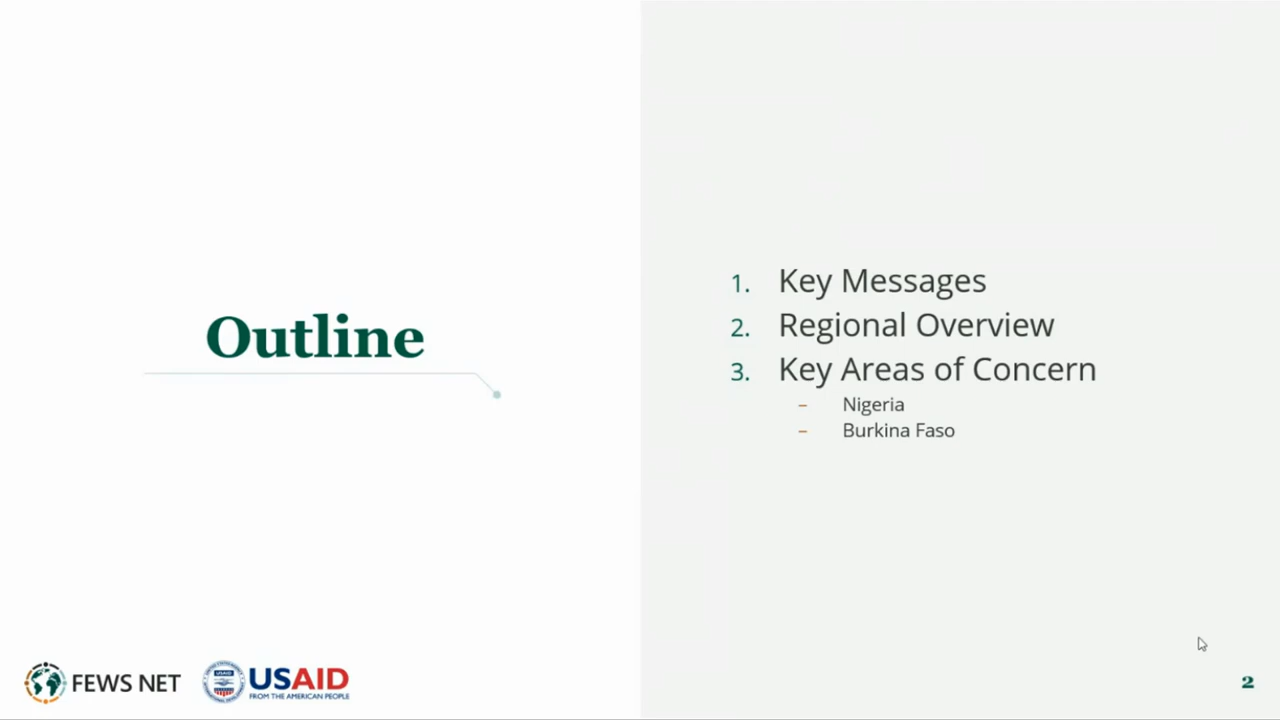 Outline
1. Key Messages
2. Regional Overview
3. Key Areas of Concern
– Nigeria
– Burkina Faso
FEWS NET
USAID
FROM THE AMERICAN PEOPLE
2